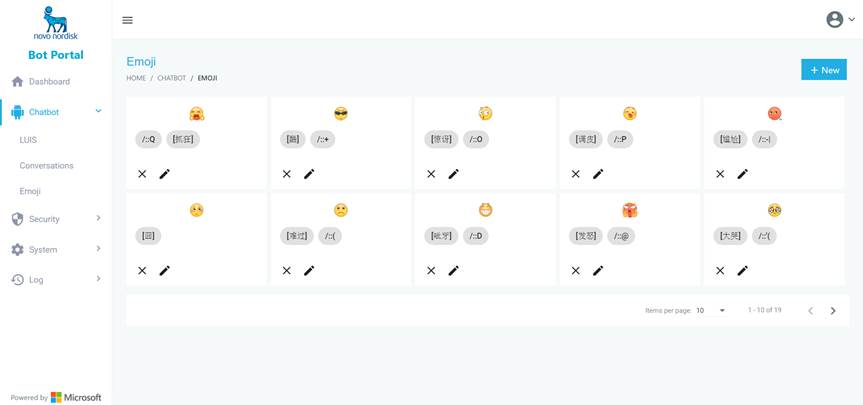 novo nordisk
Bot Portal
Dashboard
Chatbot
LUIS
Conversations
Emoji
Security
System
Log
Powered by Microsoft
Emoji
HOME / CHATBOT / EMOJI
+ New
/::Q [抓狂]
/::+
[惊讶] /::O
[调皮] /::P
[尴尬] /::-|
[囧]
[难过] /::(
[呲牙] /::D
[发怒] /::@
[大哭] /::'(
Items per page: 10 1 - 10 of 19